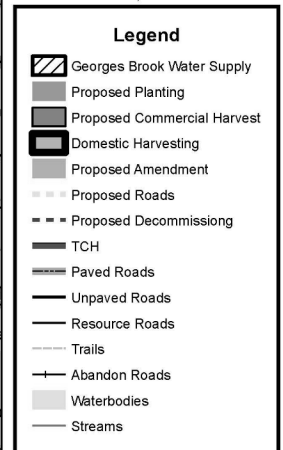 Legend
Georges Brook Water Supply
Proposed Planting
Proposed Commercial Harvest
Domestic Harvesting
Proposed Amendment
Proposed Roads
Proposed Decommissiong
TCH
Paved Roads
Unpaved Roads
Resource Roads
Trails
Abandon Roads
Waterbodies
Streams